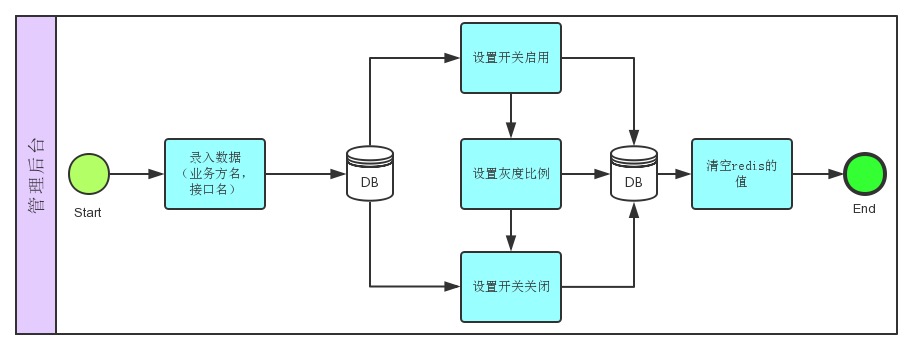 管理后台
Start
录入数据
（业务方名，
接口名）
DB
设置开关启用
设置灰度比例
设置开关关闭
DB
清空redis的
值
End